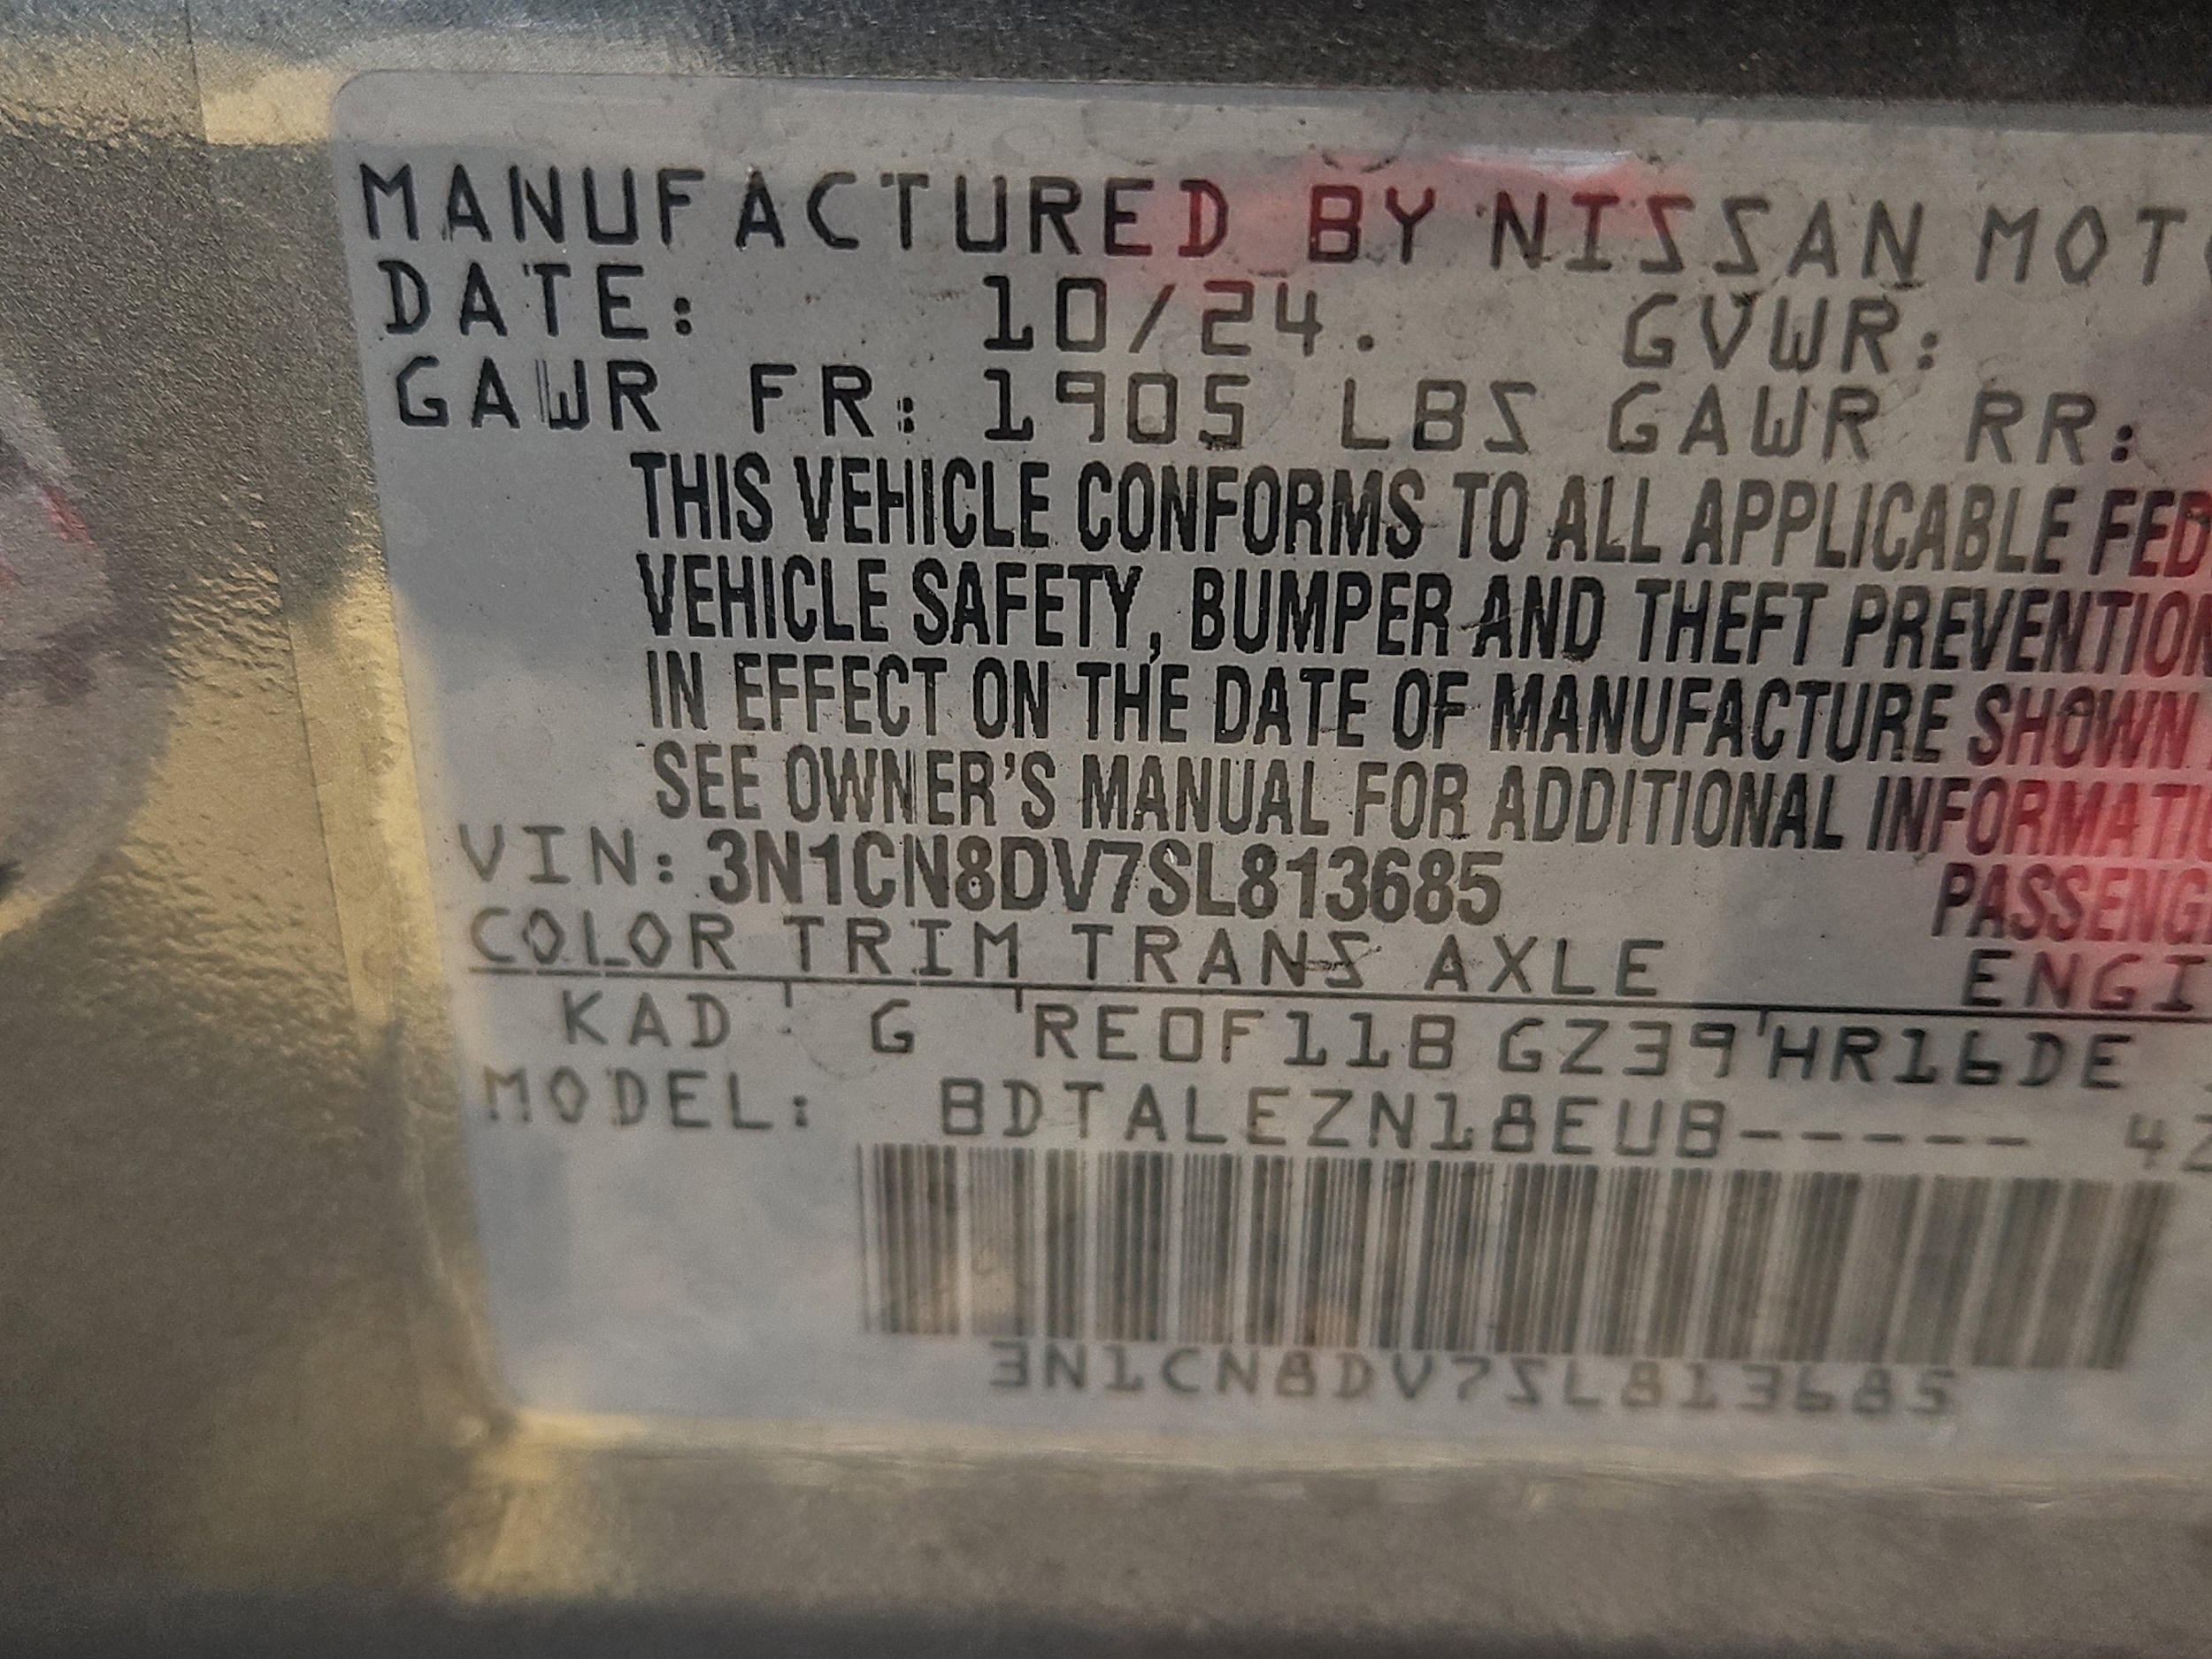 MANUFACTURED BY NISSAN MOT
DATE: 10/24. GVWR:
GAWR FR: 1905 LBS GAWR RR:
THIS VEHICLE CONFORMS TO ALL APPLICABLE FED
VEHICLE SAFETY, BUMPER AND THEFT PREVENTION
IN EFFECT ON THE DATE OF MANUFACTURE SHOWN
SEE OWNER'S MANUAL FOR ADDITIONAL INFORMATI
VIN: 3N1CN8DV7SL813685 PASSENG
COLOR TRIM TRANS AXLE ENGI
KAD G RE0F11B GZ39 HR16DE
MODEL: BDTALEZN18EUB----- 42
3N1CN8DV7SL813685